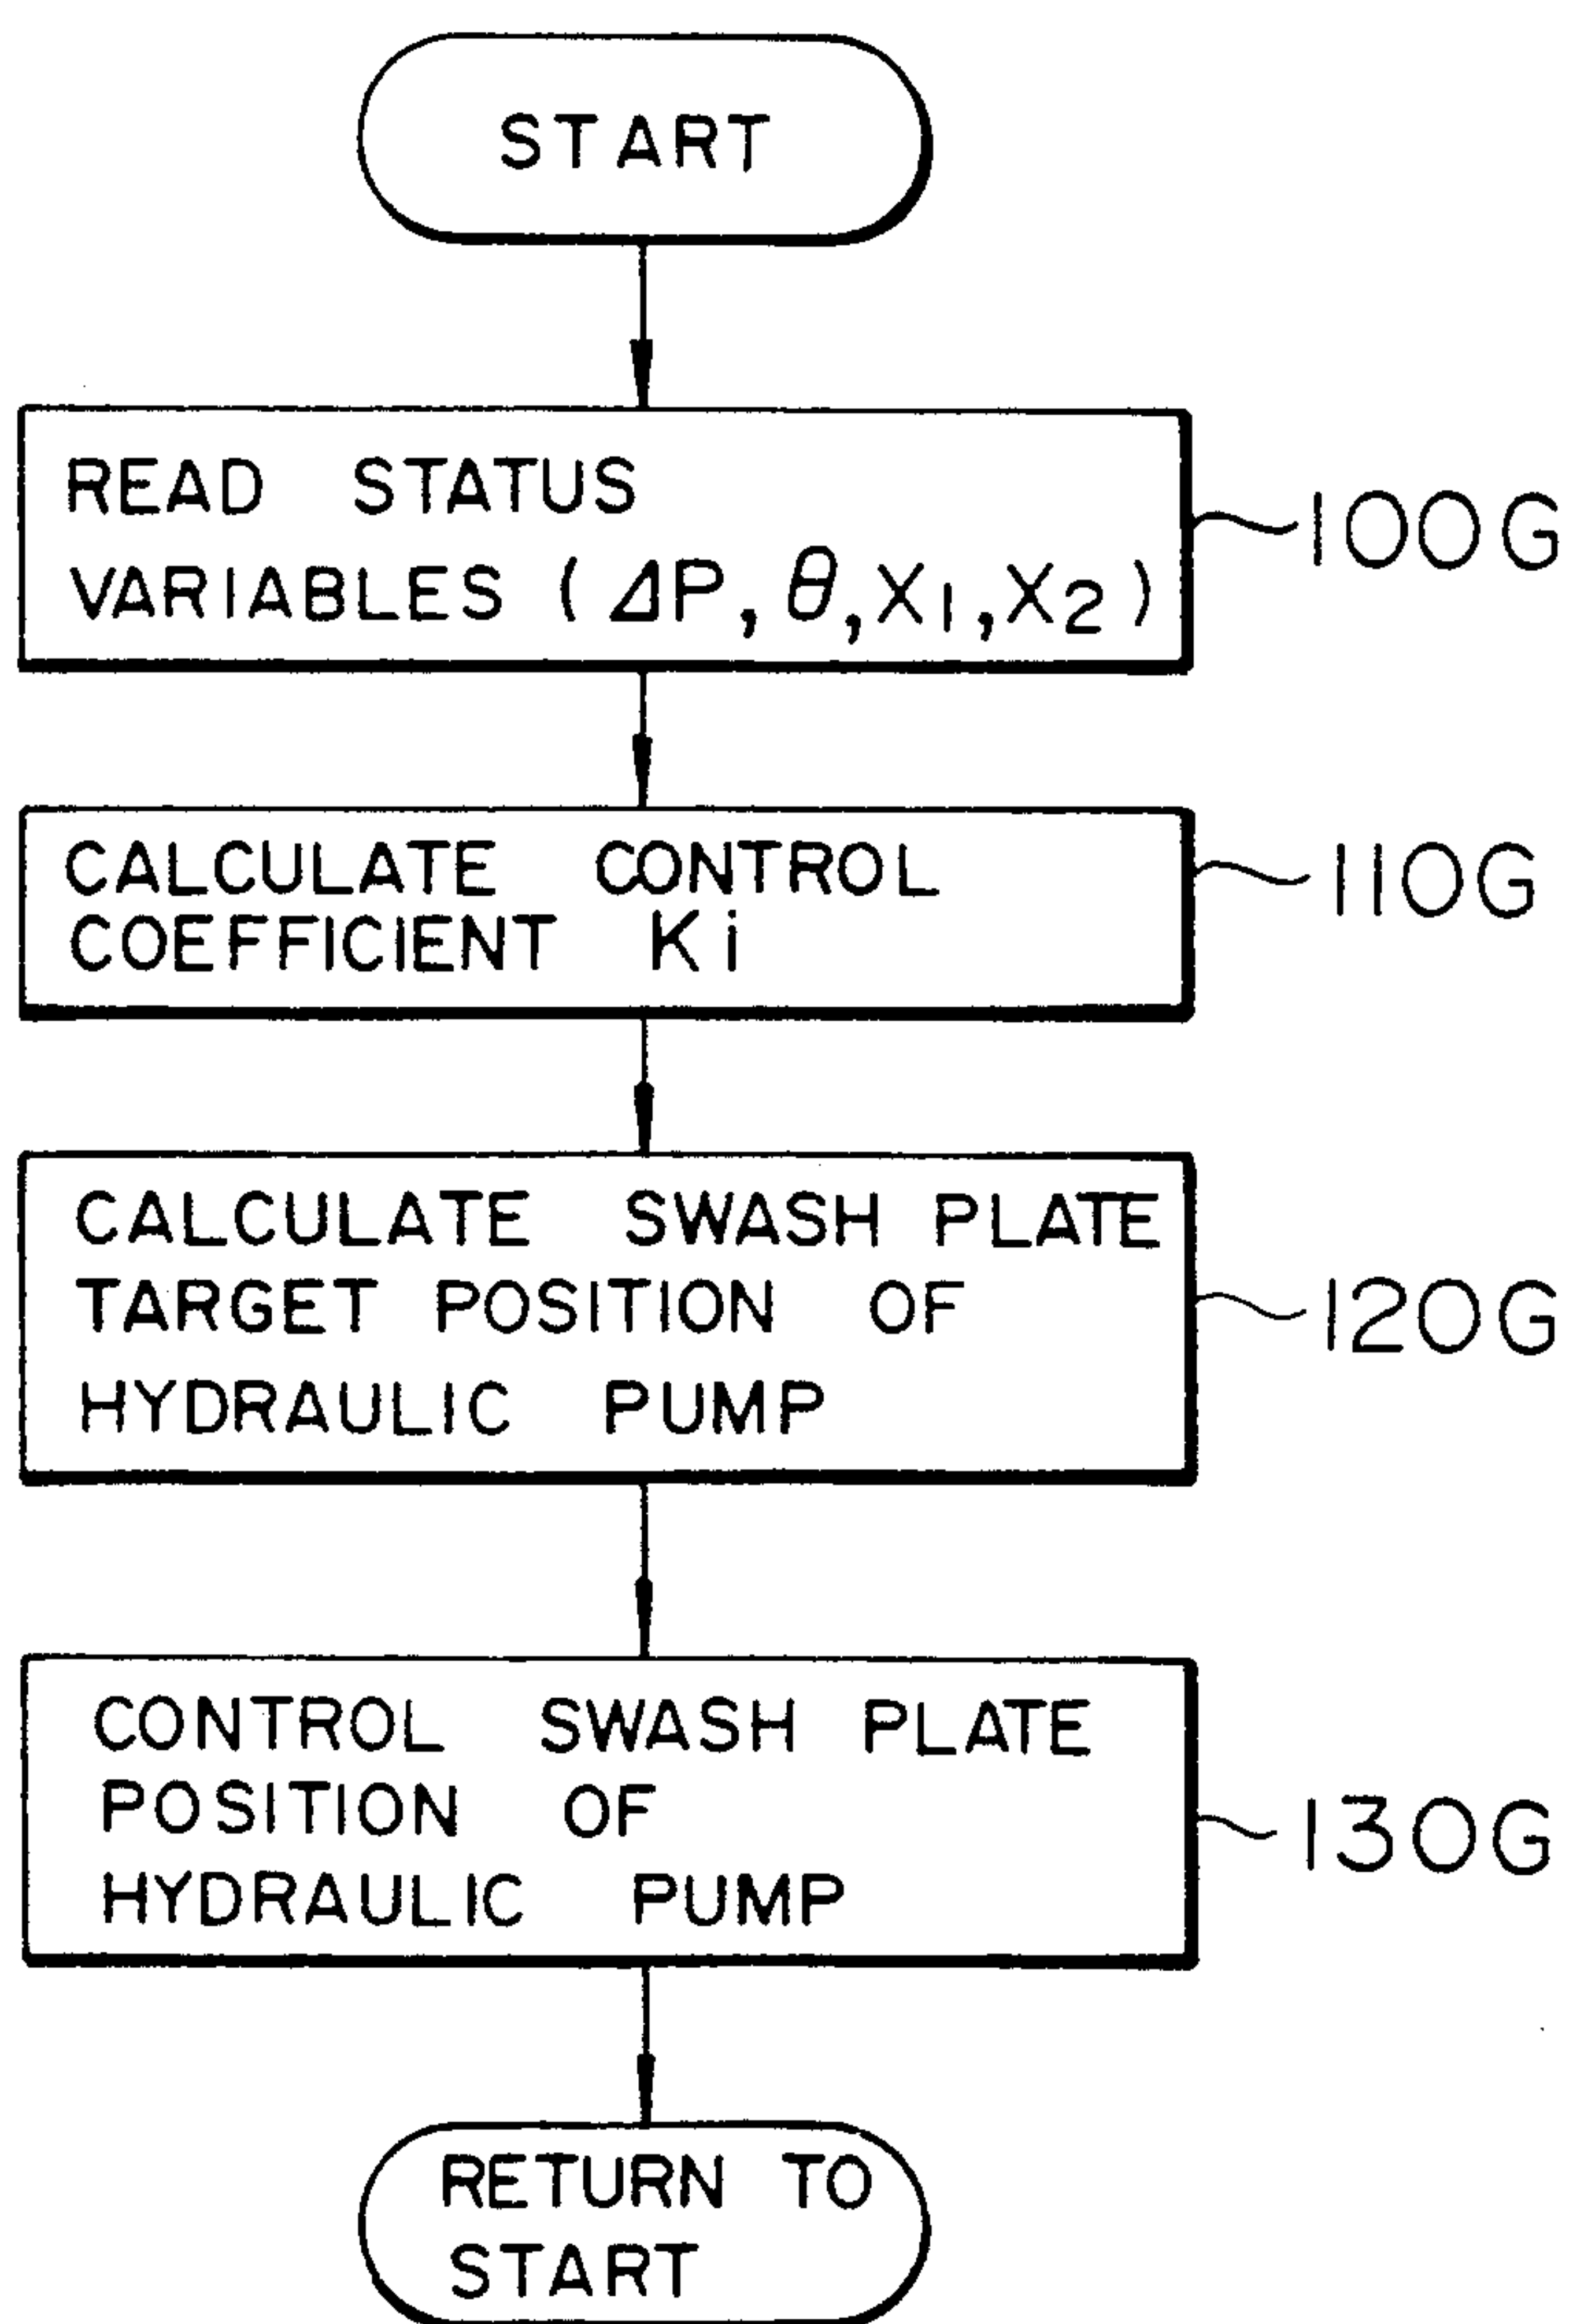 START
READ STATUS
VARIABLES (ΔP, θ, X1, X2)
100G
CALCULATE CONTROL
COEFFICIENT Ki
110G
CALCULATE SWASH PLATE
TARGET POSITION OF
HYDRAULIC PUMP
120G
CONTROL SWASH PLATE
POSITION OF
HYDRAULIC PUMP
130G
RETURN TO
START